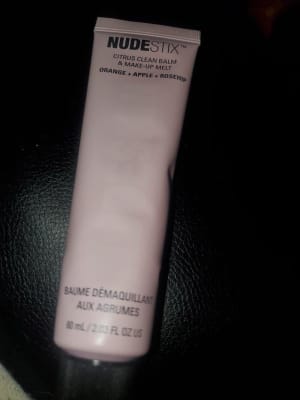 NUDESTIX™
CITRUS CLEAN BALM
& MAKE-UP MELT
ORANGE + APPLE + ROSEHIP
BAUME DÉMAQUILLANT
AUX AGRUMES
60 mL / 2.03 FL OZ US